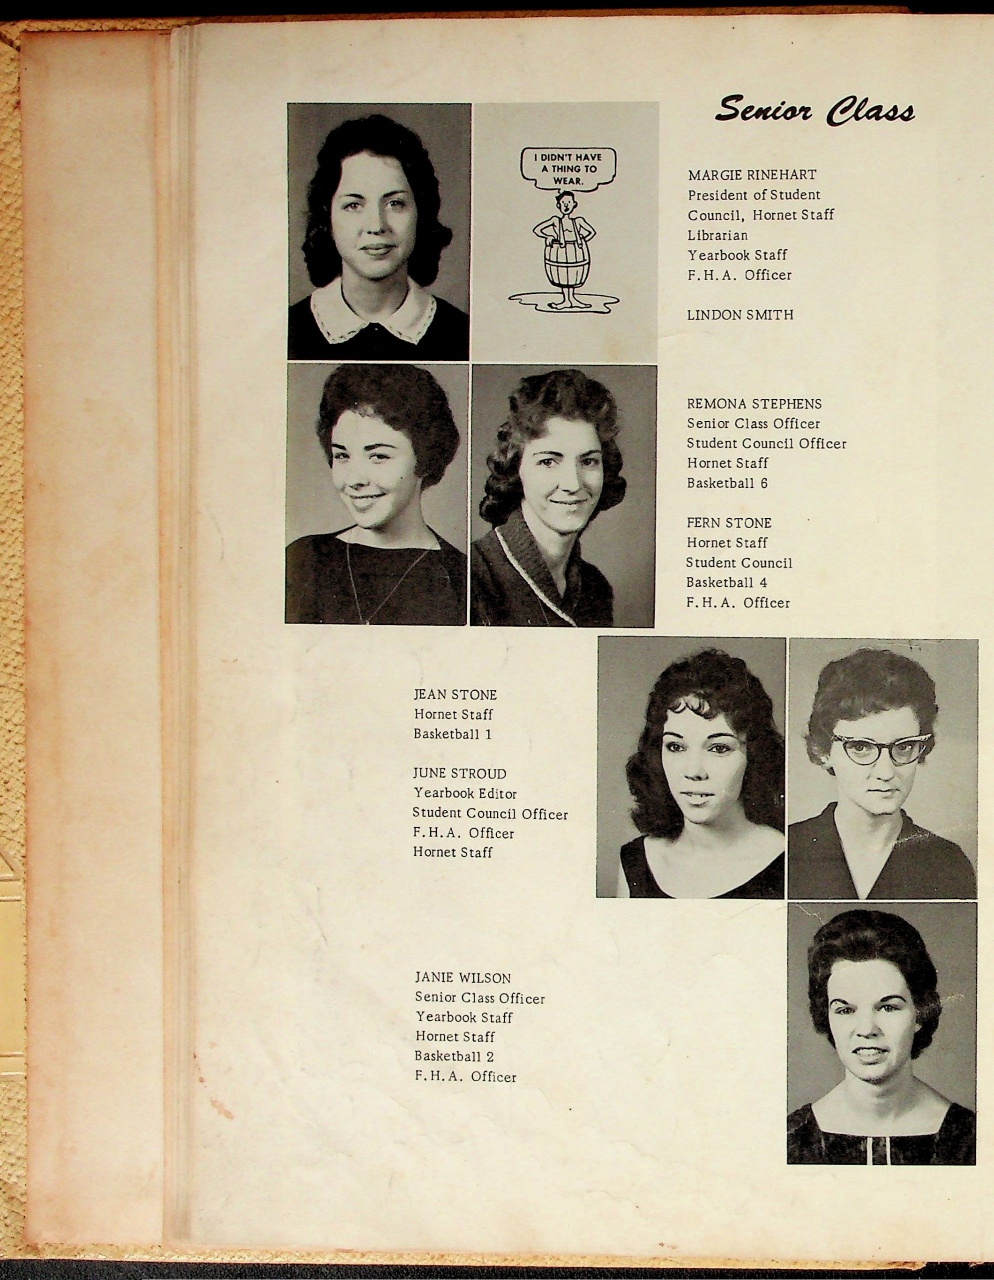 Senior Class
I DIDN'T HAVE
A THING TO
WEAR.
MARGIE RINEHART
President of Student
Council, Hornet Staff
Librarian
Yearbook Staff
F.H.A. Officer
LINDON SMITH
REMONA STEPHENS
Senior Class Officer
Student Council Officer
Hornet Staff
Basketball 6
FERN STONE
Hornet Staff
Student Council
Basketball 4
F.H.A. Officer
JEAN STONE
Hornet Staff
Basketball 1
JUNE STROUD
Yearbook Editor
Student Council Officer
F.H.A. Officer
Hornet Staff
JANIE WILSON
Senior Class Officer
Yearbook Staff
Hornet Staff
Basketball 2
F.H.A. Officer